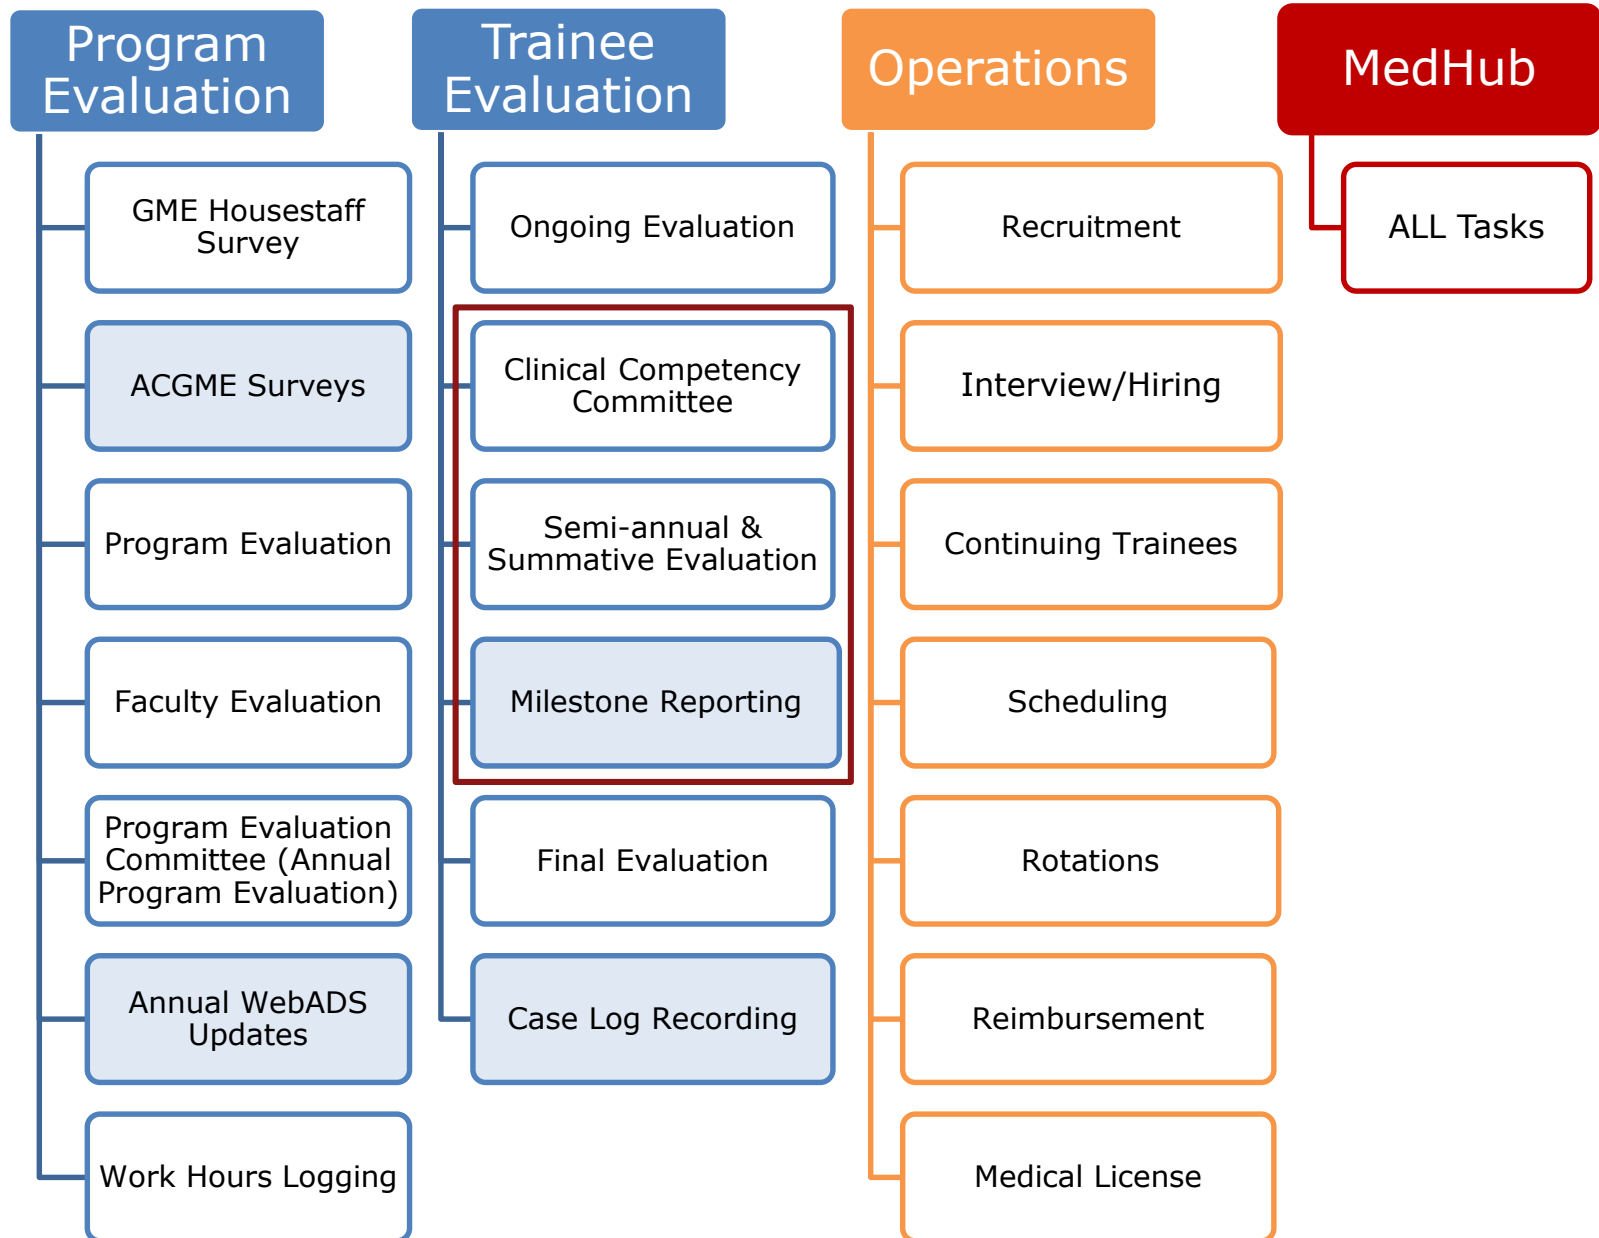 Program
Evaluation
GME Housestaff
Survey
ACGME Surveys
Program Evaluation
Faculty Evaluation
Program Evaluation
Committee (Annual
Program Evaluation)
Annual WebADS
Updates
Work Hours Logging
Trainee
Evaluation
Ongoing Evaluation
Clinical Competency
Committee
Semi-annual &
Summative Evaluation
Milestone Reporting
Final Evaluation
Case Log Recording
Operations
Recruitment
Interview/Hiring
Continuing Trainees
Scheduling
Rotations
Reimbursement
Medical License
MedHub
ALL Tasks